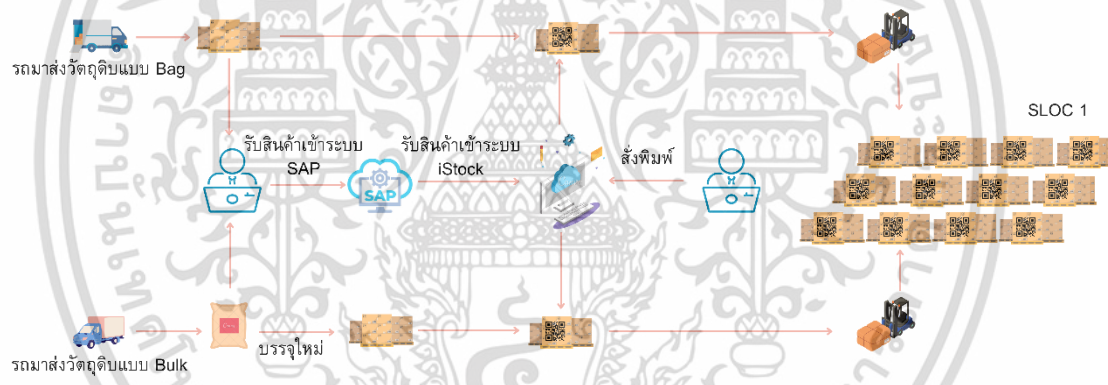 รถมาส่งวัตถุดิบแบบ Bag
SLOC 1
รับสินค้าเข้าระบบ
SAP
รับสินค้าเข้าระบบ
iStock
สั่งพิมพ์
SAP
บรรจุใหม่
รถมาส่งวัตถุดิบแบบ Bulk